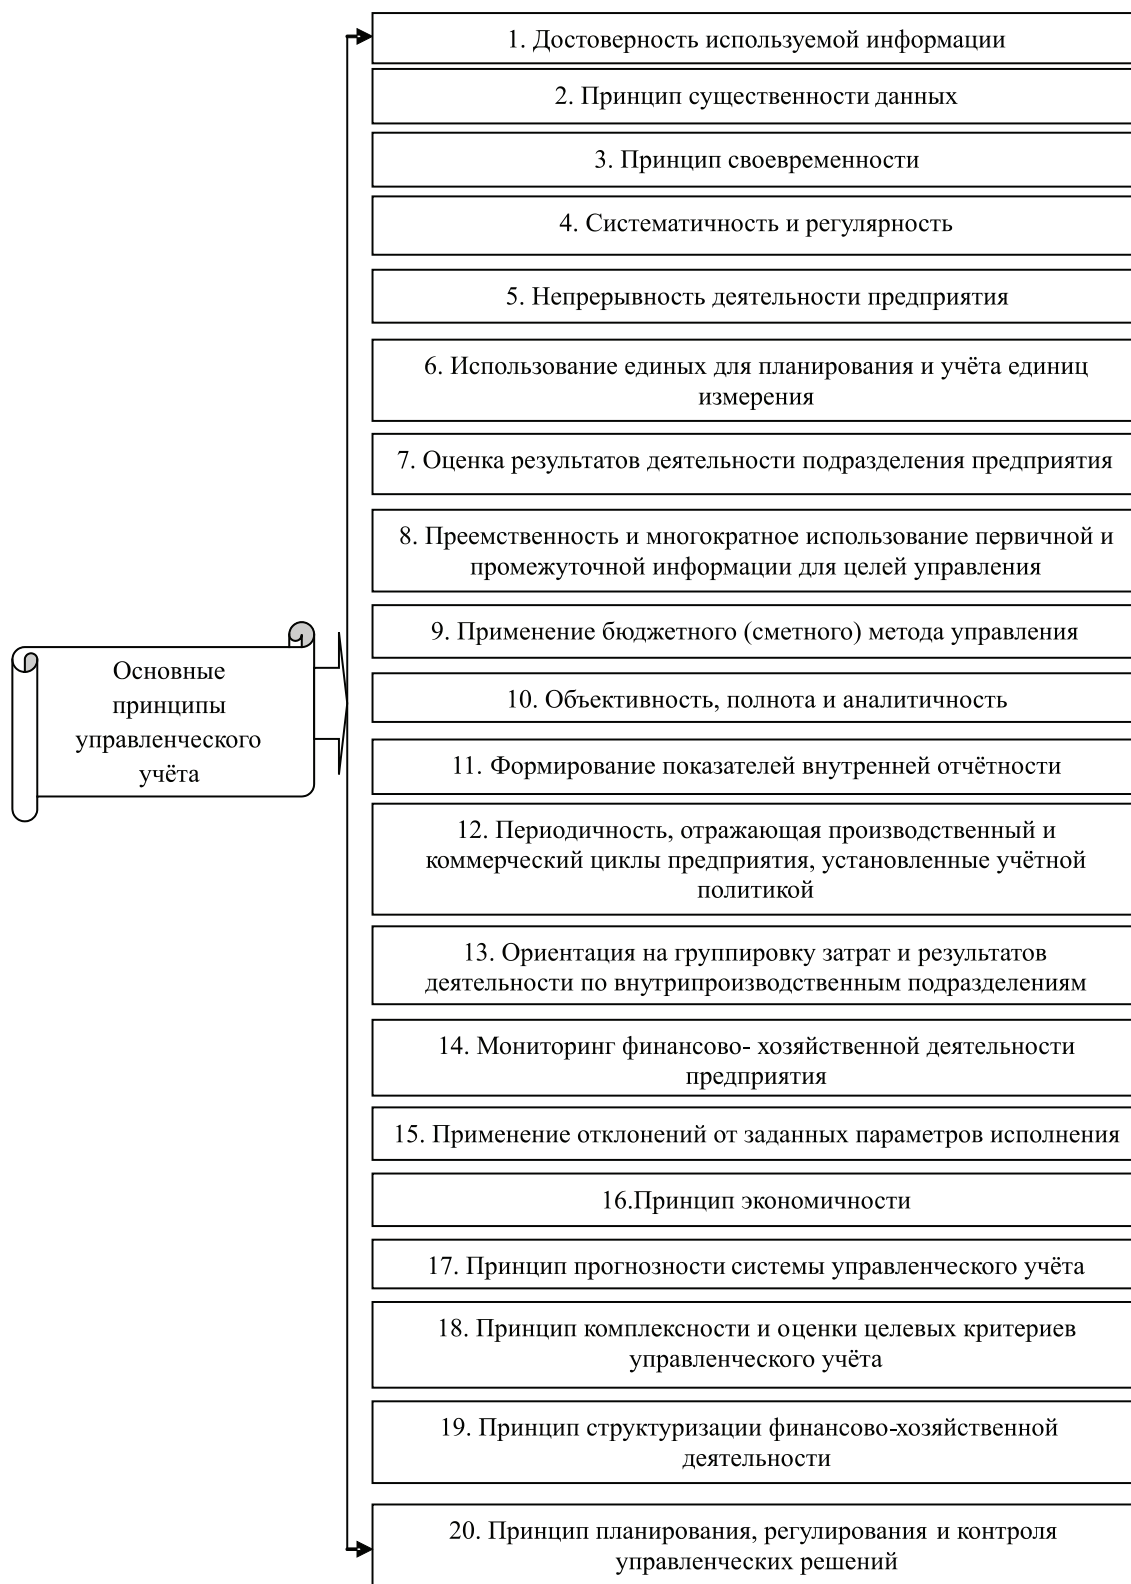 1. Достоверность используемой информации
2. Принцип существенности данных
3. Принцип своевременности
4. Систематичность и регулярность
5. Непрерывность деятельности предприятия
6. Использование единых для планирования и учёта единиц
измерения
7. Оценка результатов деятельности подразделения предприятия
8. Преемственность и многократное использование первичной и
промежуточной информации для целей управления
9. Применение бюджетного (сметного) метода управления
Основные
принципы
управленческого
учёта
10. Объективность, полнота и аналитичность
11. Формирование показателей внутренней отчётности
12. Периодичность, отражающая производственный и
коммерческий циклы предприятия, установленные учётной
политикой
13. Ориентация на группировку затрат и результатов
деятельности по внутрипроизводственным подразделениям
14. Мониторинг финансово- хозяйственной деятельности
предприятия
15. Применение отклонений от заданных параметров исполнения
16.Принцип экономичности
17. Принцип прогнозности системы управленческого учёта
18. Принцип комплексности и оценки целевых критериев
управленческого учёта
19. Принцип структуризации финансово-хозяйственной
деятельности
20. Принцип планирования, регулирования и контроля
управленческих решений